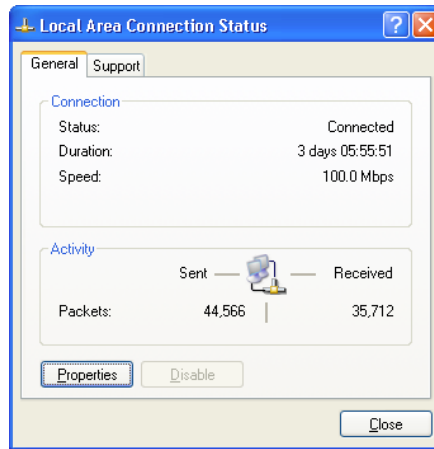 Local Area Connection Status
General Support
Connection
Status: Connected
Duration: 3 days 05:55:51
Speed: 100.0 Mbps
Activity
Sent Received
Packets: 44,566 35,712
Properties Disable
Close